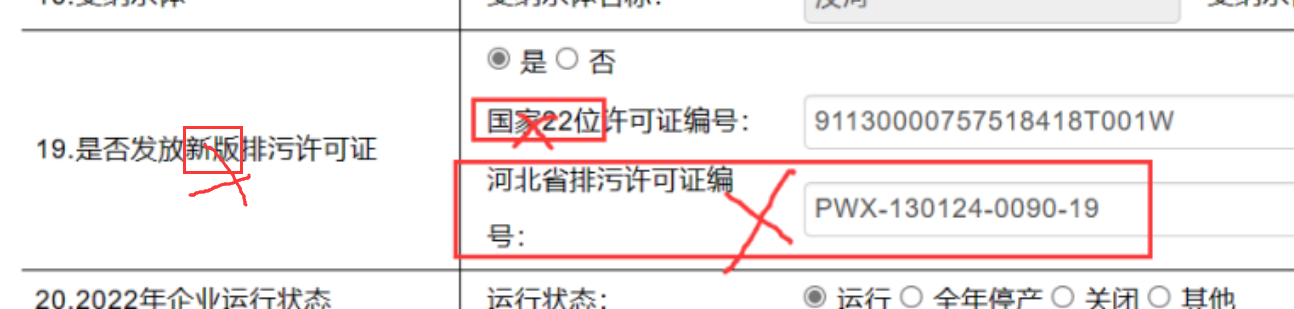 是 否
国家22位许可证编号： 91130000757518418T001W
19.是否发放新版排污许可证
河北省排污许可证编
号： PWX-130124-0090-19
20.2022年企业运行状态 运行状态： 运行 全年停产 关闭 其他